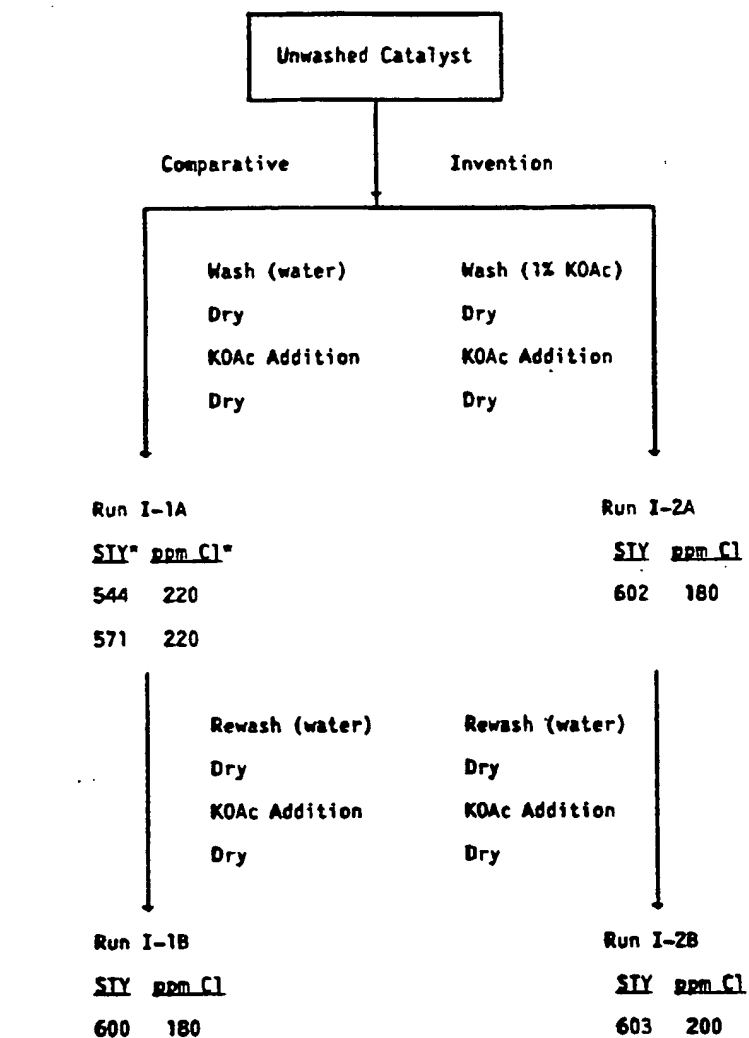 Unwashed Catalyst
Comparative
Invention
Wash (water)
Dry
KOAc Addition
Dry
Wash (1% KOAc)
Dry
KOAc Addition
Dry
Run I-1A
STY* ppm Cl*
544 220
571 220
Run I-2A
STY ppm Cl
602 180
Rewash (water)
Dry
KOAc Addition
Dry
Rewash (water)
Dry
KOAc Addition
Dry
Run I-1B
STY ppm Cl
600 180
Run I-2B
STY ppm Cl
603 200